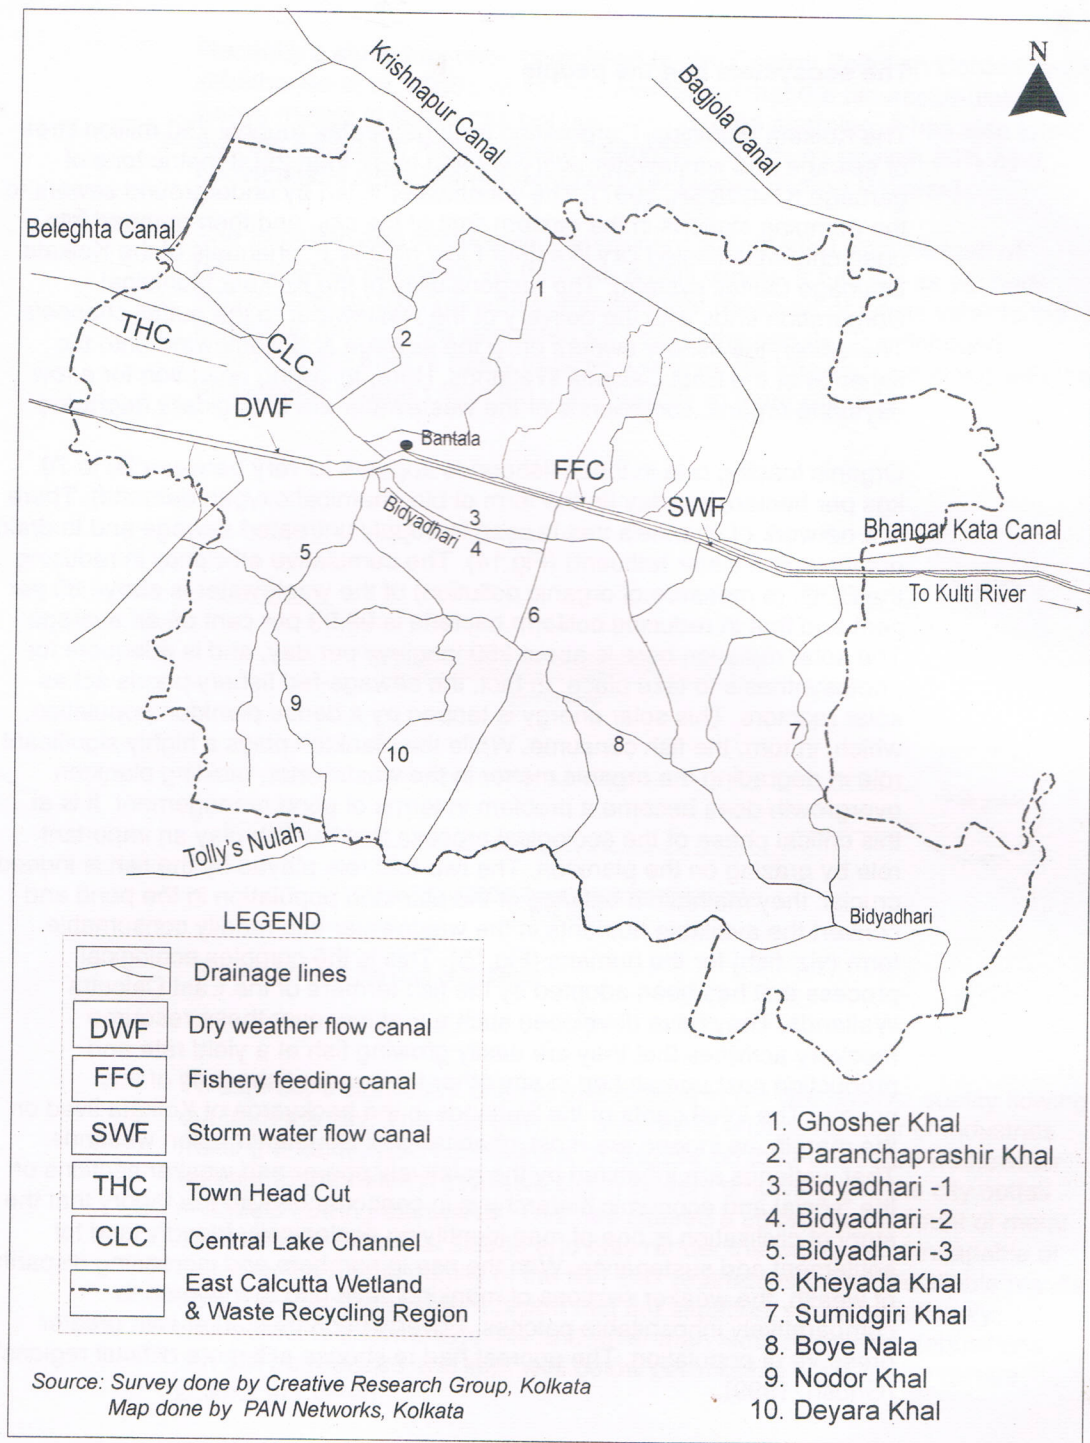 N
Krishnapur Canal
Bagjola Canal
Beleghta Canal
THC
CLC
1
2
DWF
Bantala
FFC
SWF
Bidyadhari
3
4
5
Bhangar Kata Canal
To Kulti River
6
7
8
9
10
Tolly's Nulah
Bidyadhari
LEGEND
Drainage lines
DWF Dry weather flow canal
FFC Fishery feeding canal
SWF Storm water flow canal
THC Town Head Cut
CLC Central Lake Channel
East Calcutta Wetland
& Waste Recycling Region
Source: Survey done by Creative Research Group, Kolkata
Map done by PAN Networks, Kolkata
1. Ghosher Khal
2. Paranchaprashir Khal
3. Bidyadhari -1
4. Bidyadhari -2
5. Bidyadhari -3
6. Kheyada Khal
7. Sumidgiri Khal
8. Boye Nala
9. Nodor Khal
10. Deyara Khal